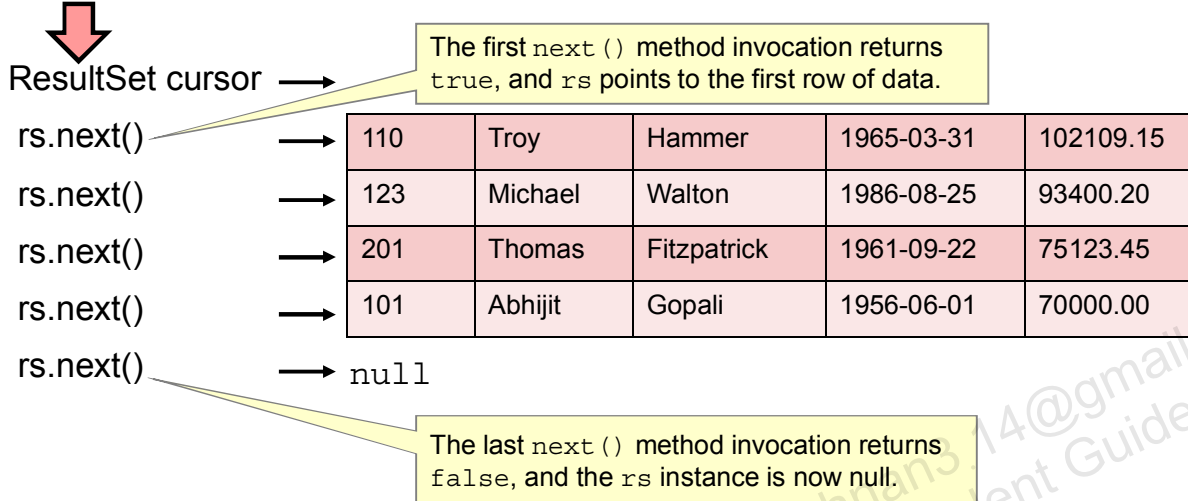 The first next() method invocation returns
true, and rs points to the first row of data.
ResultSet cursor
rs.next() 110 Troy Hammer 1965-03-31 102109.15
rs.next() 123 Michael Walton 1986-08-25 93400.20
rs.next() 201 Thomas Fitzpatrick 1961-09-22 75123.45
rs.next() 101 Abhijit Gopali 1956-06-01 70000.00
rs.next() null
The last next() method invocation returns
false, and the rs instance is now null.